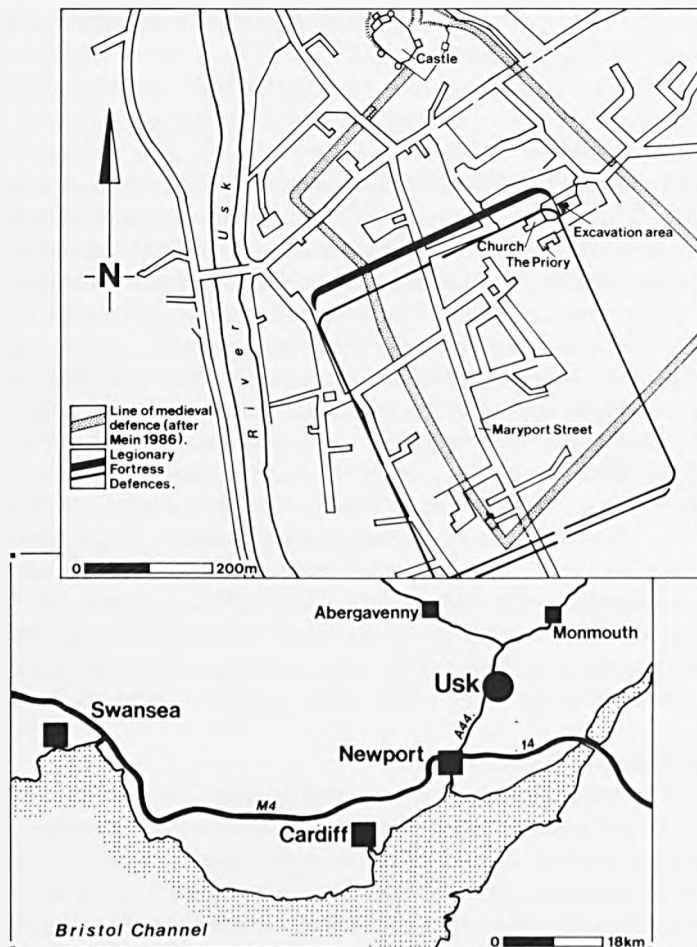 Castle
River Usk
N
Excavation area
Church
The Priory
Line of medieval
defence (after
Mein 1986).
Legionary
Fortress
Defences.
Maryport Street
0 200m
Abergavenny
Monmouth
Usk
Swansea
A44
Newport
14
M4
Cardiff
Bristol Channel
0 18km